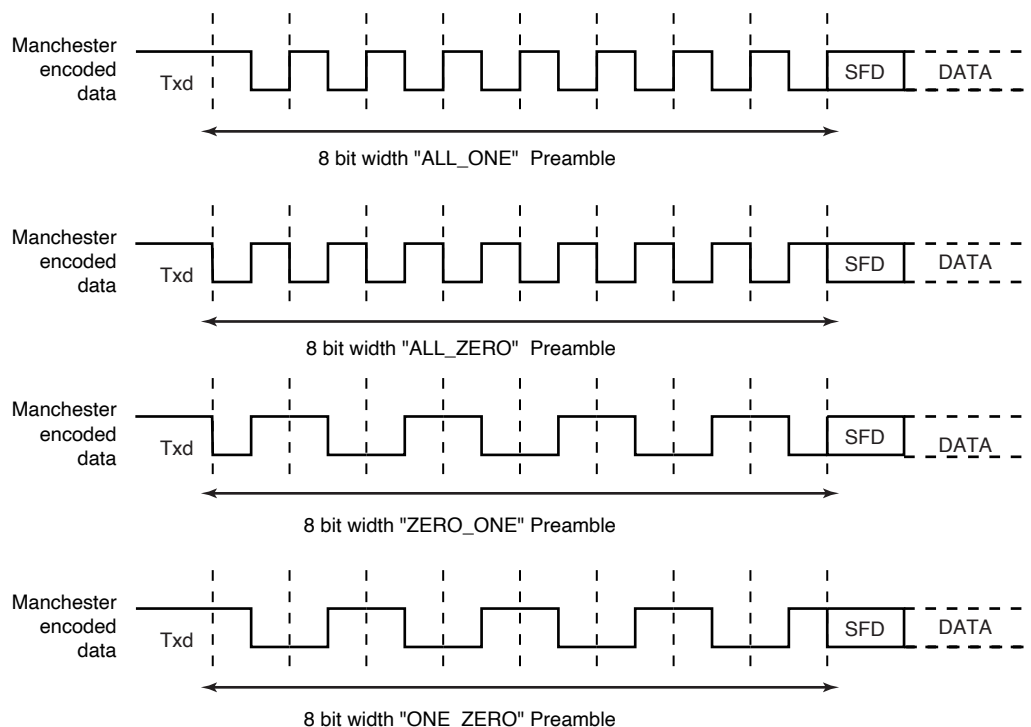 Manchester
encoded
data
Txd
SFD
DATA
8 bit width "ALL_ONE" Preamble
Manchester
encoded
data
Txd
SFD
DATA
8 bit width "ALL_ZERO" Preamble
Manchester
encoded
data
Txd
SFD
DATA
8 bit width "ZERO_ONE" Preamble
Manchester
encoded
data
Txd
SFD
DATA
8 bit width "ONE_ZERO" Preamble